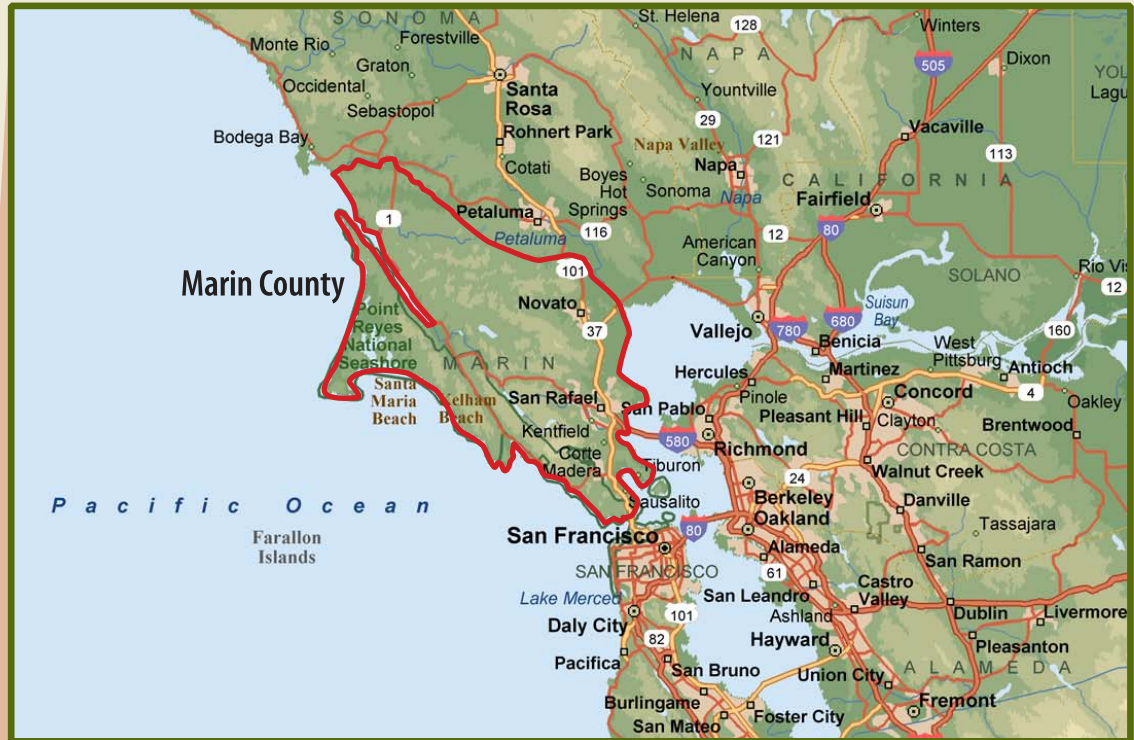 SONOMA
St. Helena
128
Winters
Monte Rio
Forestville
NAPA
505
Dixon
Graton
YOL
Occidental
Santa
Rosa
Yountville
Lagu
Sebastopol
29
Vacaville
Bodega Bay
Rohnert Park
121
113
Napa Valley
Cotati
Boyes
Hot
Springs
Sonoma
Napa
CALIFORNIA
Napa
Fairfield
1
Petaluma
Petaluma
116
80
American
Canyon
12
101
SOLANO
Rio Vis
12
Marin County
Novato
Suisun
Bay
Point
Reyes
National
Seashore
37
Vallejo
780
680
160
Benicia
West
Pittsburg
MARIN
Hercules
Martinez
Antioch
Santa
Maria
Beach
Kelham
Beach
San Rafael
San Pablo
Pinole
Concord
4
Oakley
Kentfield
Pleasant Hill
Clayton
Brentwood
580
Richmond
CONTRA COSTA
Corte
Madera
Tiburon
Walnut Creek
24
Sausalito
Berkeley
Danville
Pacific Ocean
Oakland
Tassajara
80
Farallon
Islands
San Francisco
Alameda
San Ramon
SAN FRANCISCO
61
Castro
Valley
Lake Merced
San Leandro
Ashland
Dublin
Livermore
Daly City
101
82
Hayward
Pleasanton
Pacifica
San Bruno
Union City
ALAMEDA
Burlingame
Foster City
Fremont
San Mateo